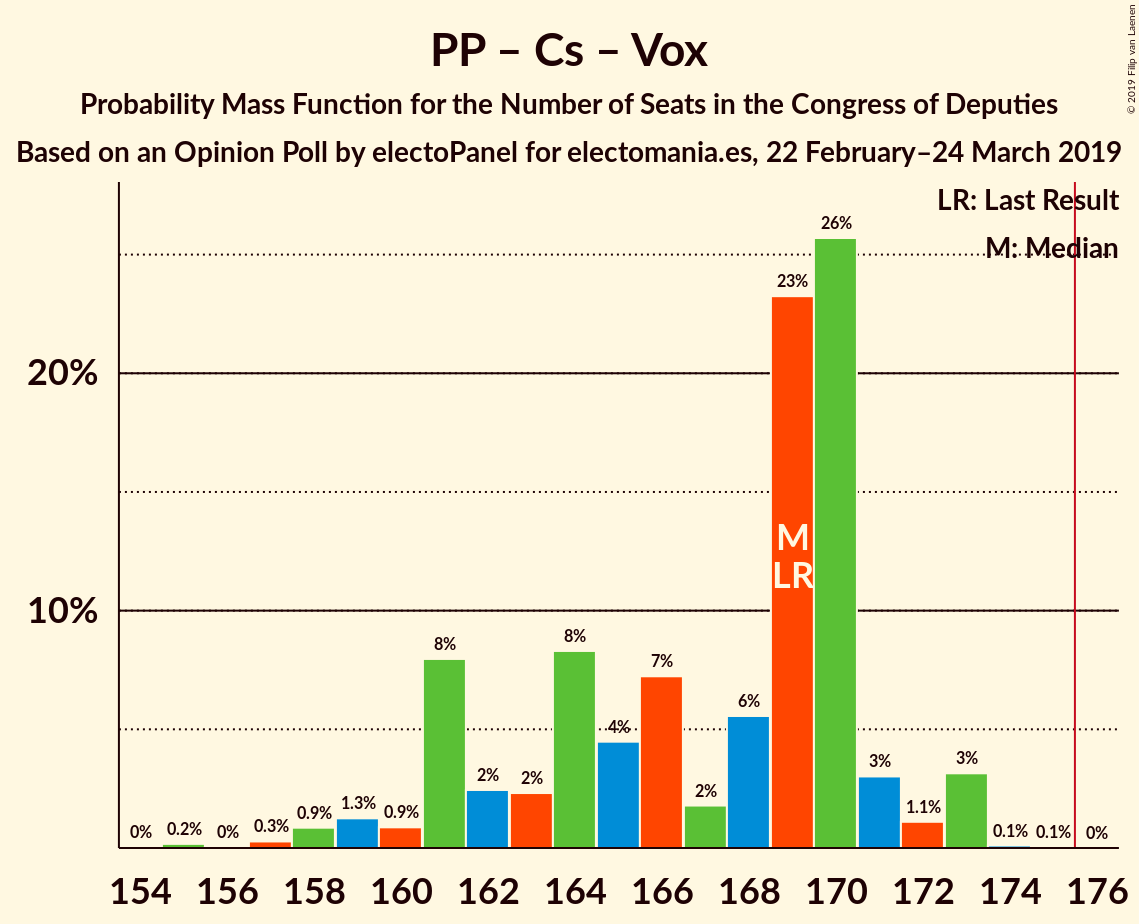 PP – Cs – Vox
Probability Mass Function for the Number of Seats in the Congress of Deputies
Based on an Opinion Poll by electoPanel for electomania.es, 22 February–24 March 2019
© 2019 Filip van Laenen
LR: Last Result
M: Median
20%
10%
0%
0.2%
0%
0.3%
0.9%
1.3%
0.9%
8%
2%
2%
8%
4%
7%
2%
6%
23%
26%
3%
1.1%
3%
0.1%
0.1%
0%
M
LR
154 156 158 160 162 164 166 168 170 172 174 176